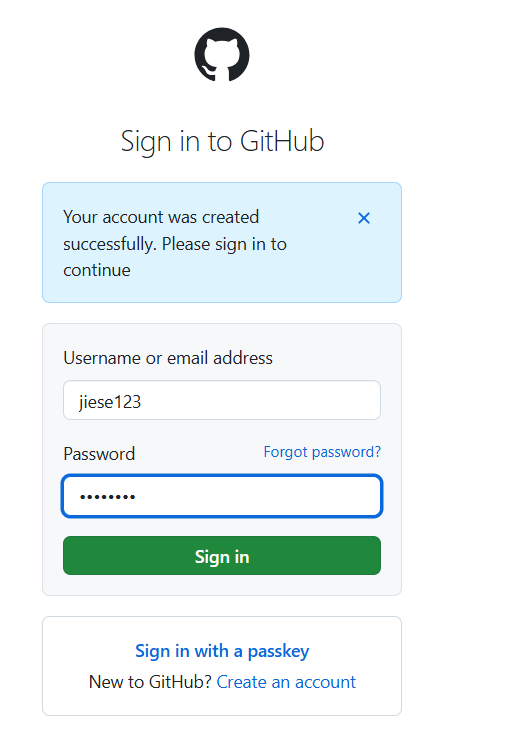 Sign in to GitHub
Your account was created
successfully. Please sign in to
continue
Username or email address
jiese123
Password
Forgot password?
••••••••
Sign in
Sign in with a passkey
New to GitHub? Create an account